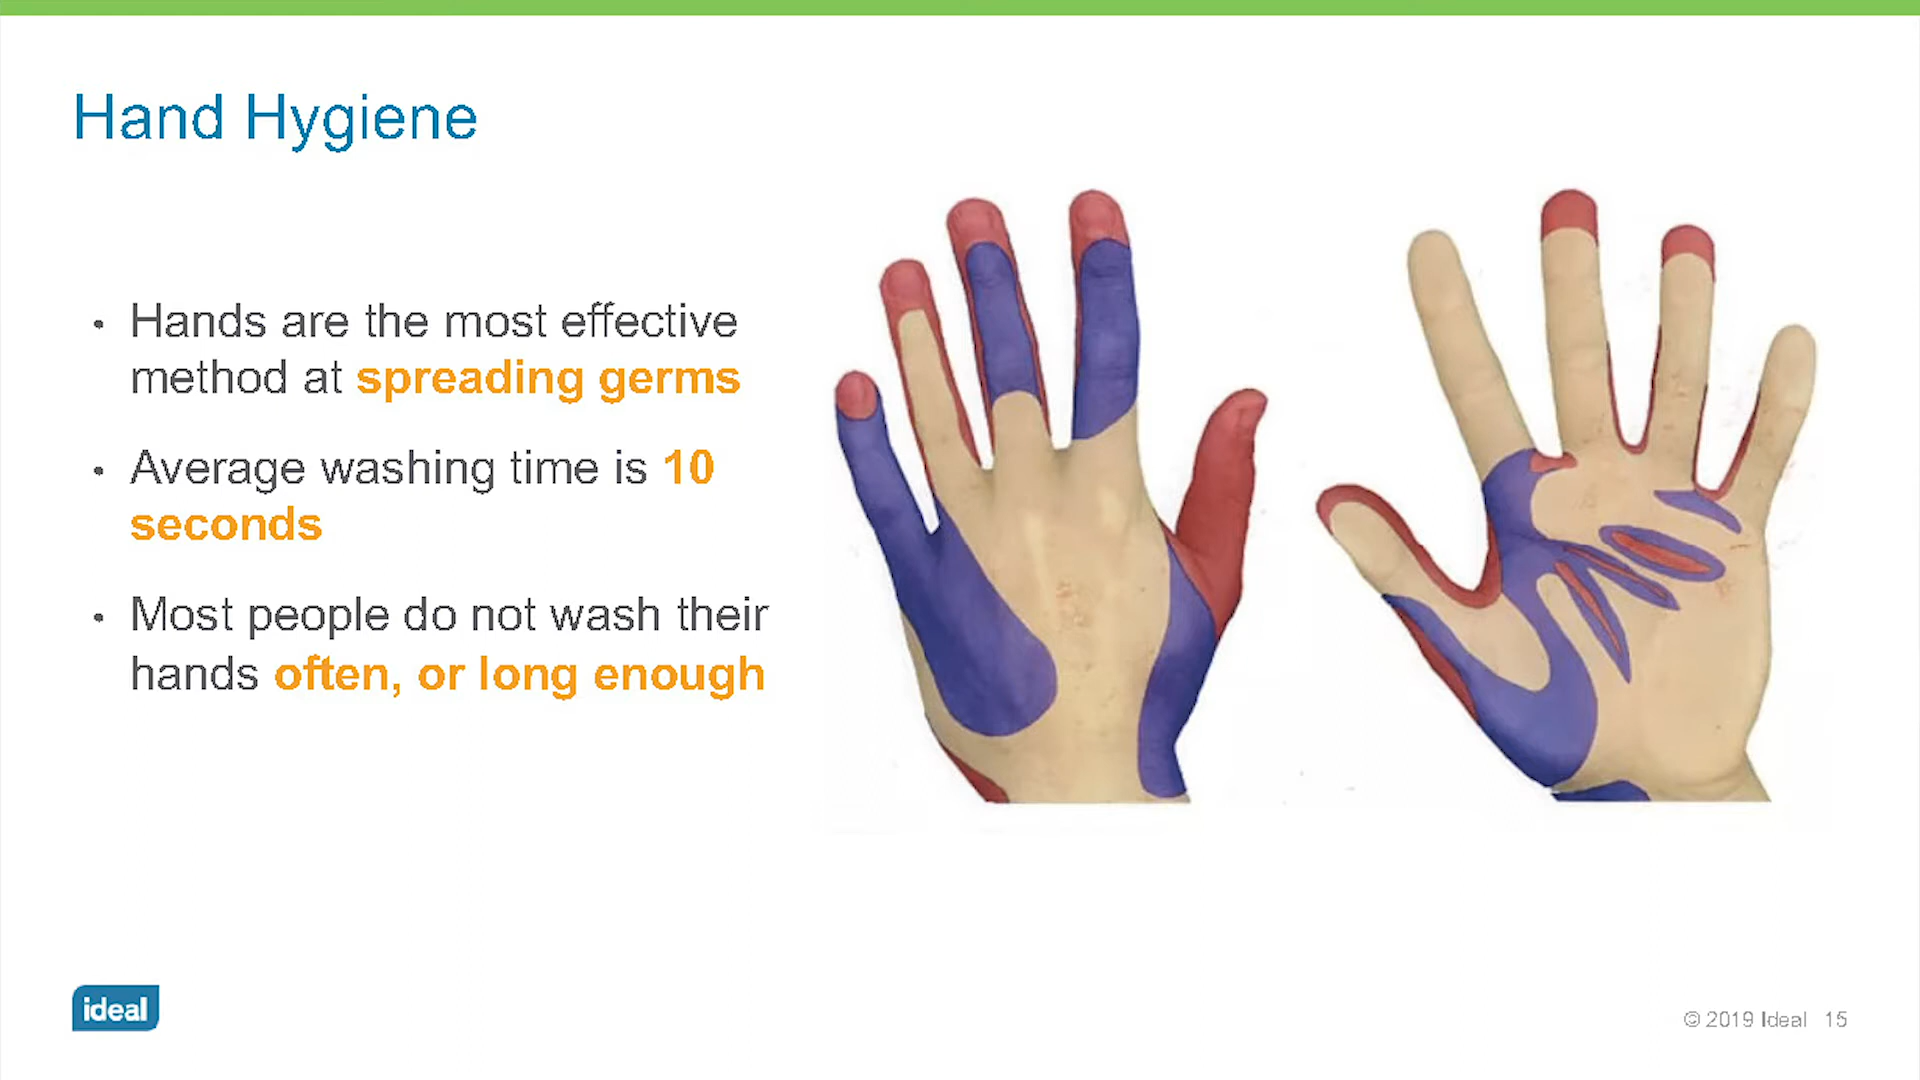 Hand Hygiene
• Hands are the most effective
method at spreading germs
• Average washing time is 10
seconds
• Most people do not wash their
hands often, or long enough
ideal
© 2019 Ideal 15